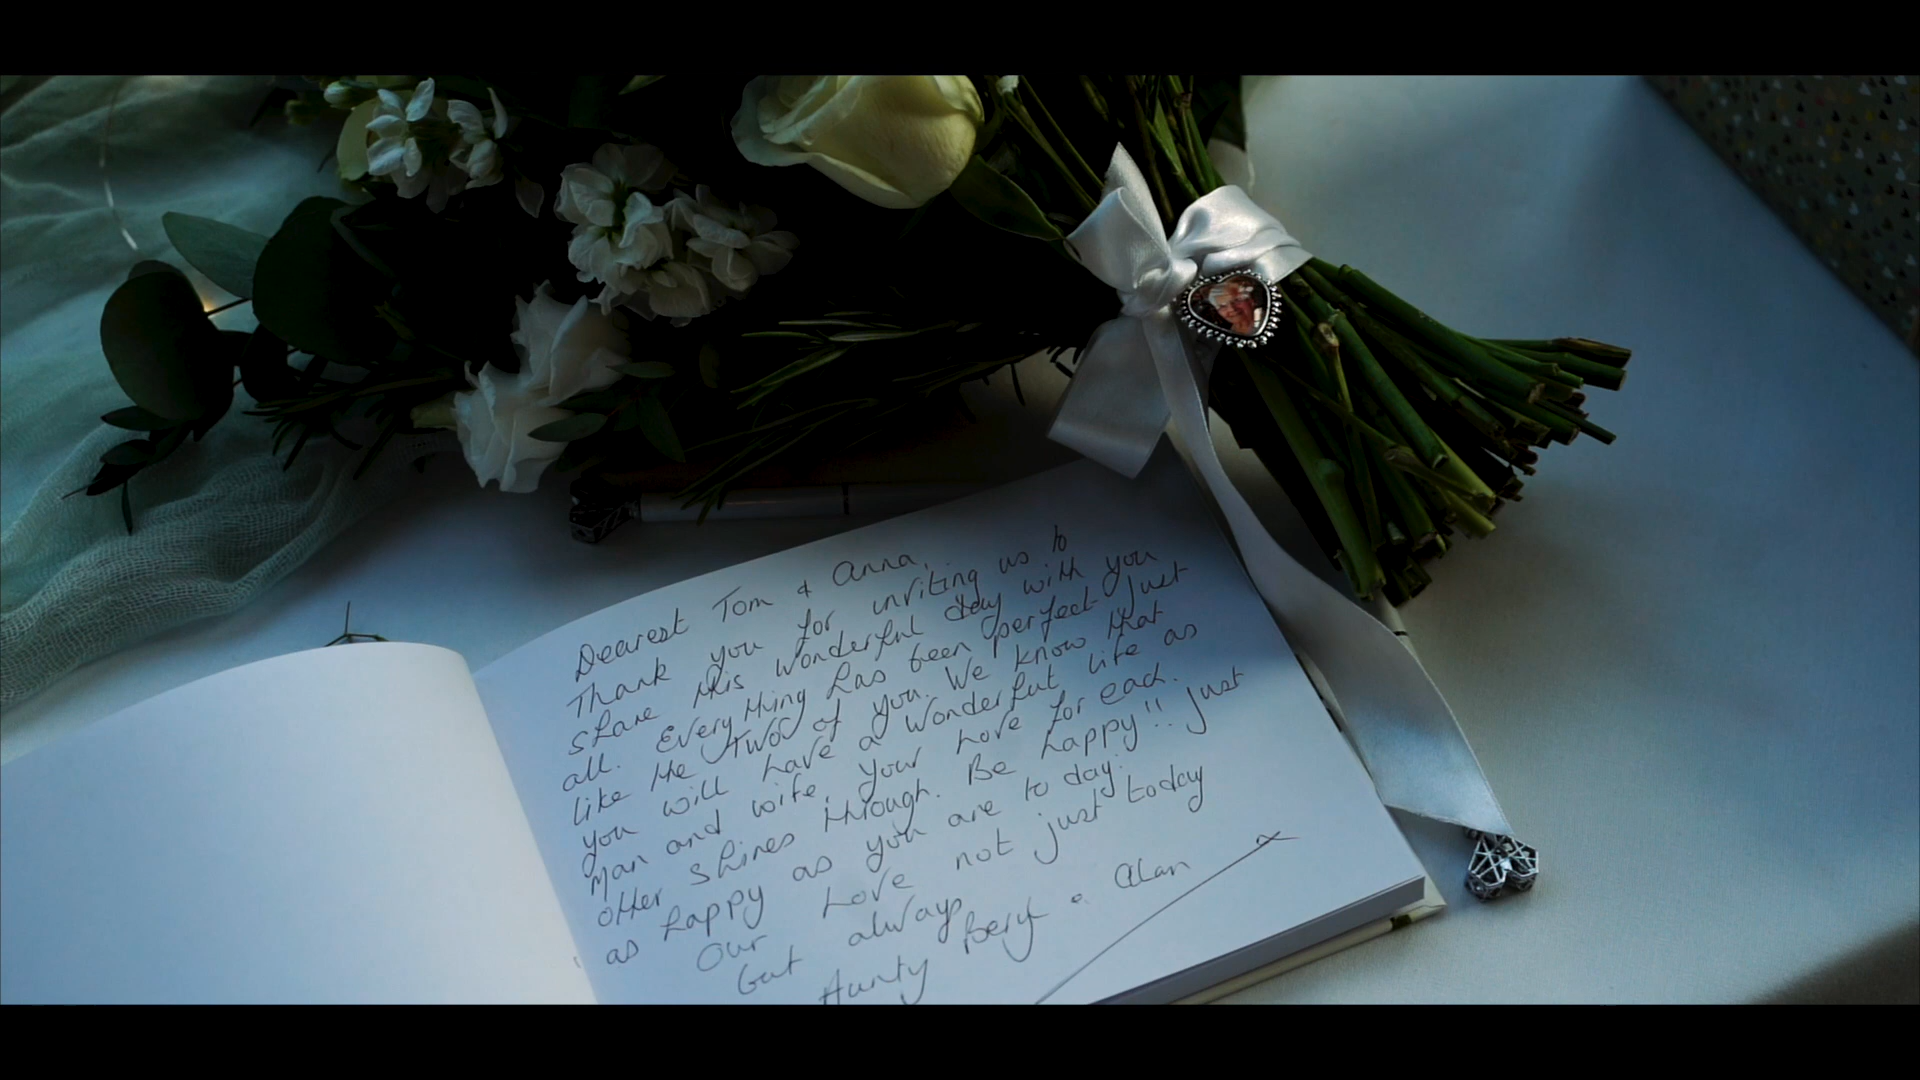 Dearest Tom & Anna,
Thank you for inviting us to
share this wonderful day with you
all. Everything has been perfect just
like the two of you. We know that
you will have a wonderful life as
man and wife, your love for each
other shines through. Be happy!! just
as happy as you are to day.
Our love not just today
but always
Aunty Beryl & Alan x